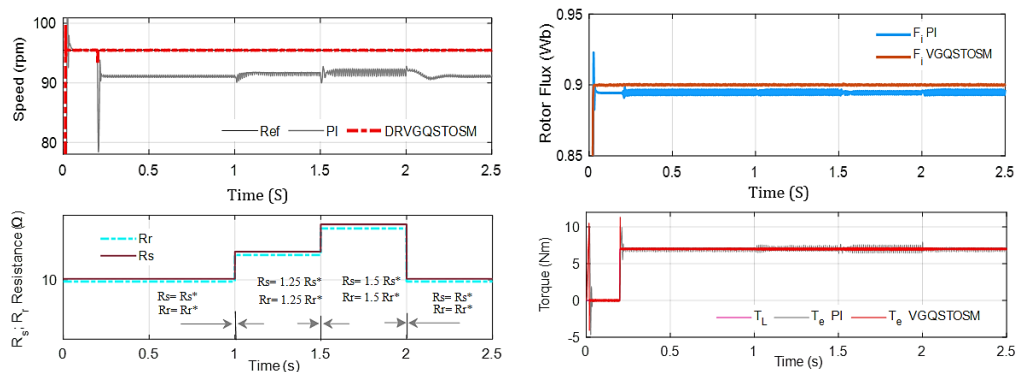 100
90
80
Speed (rpm)
Ref PI DRVGQSTOSM
0 0.5 1 1.5 2 2.5
Time (S)
0.95
0.9
0.85
Rotor Flux (Wb)
F_i PI
F_i VGQSTOSM
0 0.5 1 1.5 2 2.5
Time (S)
R_s; R_r Resistance (Ω)
10
Rr
Rs
Rs= Rs*
Rr= Rr*
Rs= 1.25 Rs*
Rr= 1.25 Rr*
Rs= 1.5 Rs*
Rr= 1.5 Rr*
Rs= Rs*
Rr= Rr*
0 0.5 1 1.5 2 2.5
Time (s)
Torque (Nm)
10
5
0
-5
T_L T_e PI T_e VGQSTOSM
0 0.5 1 1.5 2 2.5
Time (s)